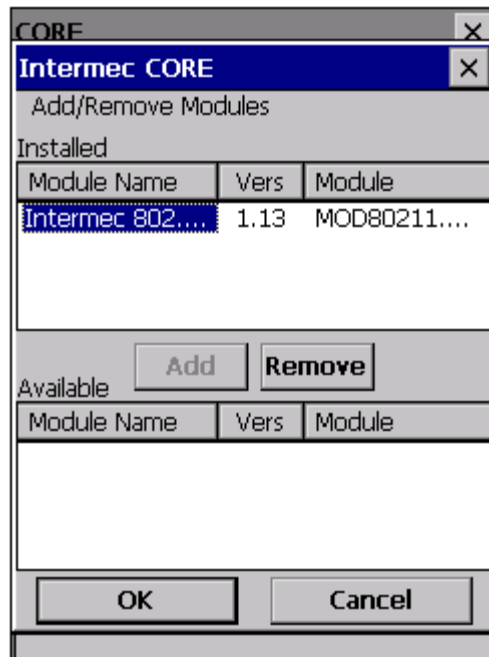 CORE
Intermec CORE
Add/Remove Modules
Installed
Module Name Vers Module
Intermec 802.... 1.13 MOD80211....
Add Remove
Available
Module Name Vers Module
OK Cancel